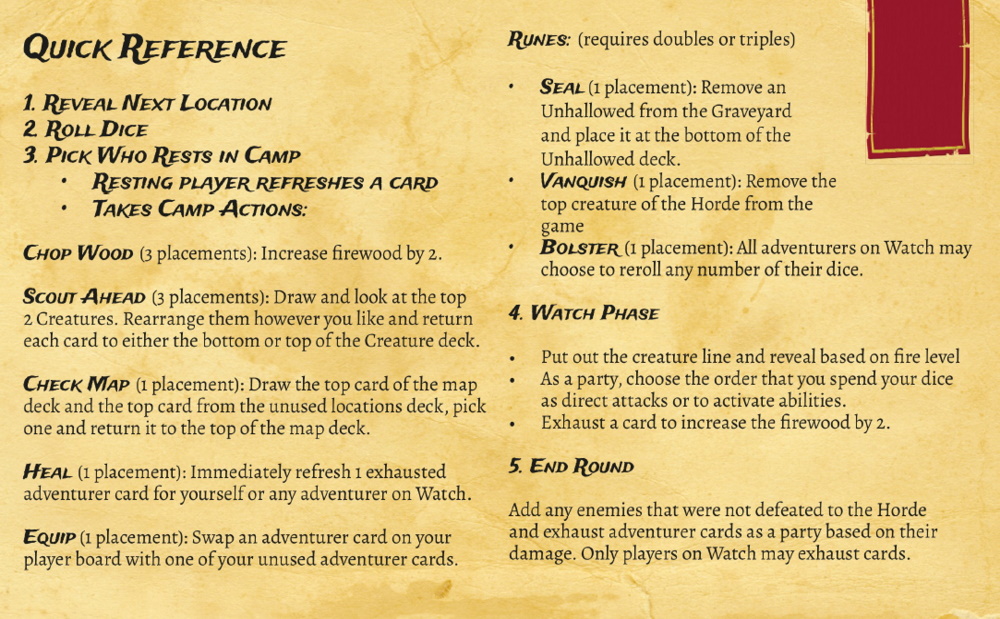 Quick Reference
1. Reveal Next Location
2. Roll Dice
3. Pick Who Rests in Camp
• Resting player refreshes a card
• Takes Camp Actions:
Chop Wood (3 placements): Increase firewood by 2.
Scout Ahead (3 placements): Draw and look at the top
2 Creatures. Rearrange them however you like and return
each card to either the bottom or top of the Creature deck.
Check Map (1 placement): Draw the top card of the map
deck and the top card from the unused locations deck, pick
one and return it to the top of the map deck.
Heal (1 placement): Immediately refresh 1 exhausted
adventurer card for yourself or any adventurer on Watch.
Equip (1 placement): Swap an adventurer card on your
player board with one of your unused adventurer cards.
Runes: (requires doubles or triples)
• Seal (1 placement): Remove an
Unhallowed from the Graveyard
and place it at the bottom of the
Unhallowed deck.
• Vanquish (1 placement): Remove the
top creature of the Horde from the
game
• Bolster (1 placement): All adventurers on Watch may
choose to reroll any number of their dice.
4. Watch Phase
• Put out the creature line and reveal based on fire level
• As a party, choose the order that you spend your dice
as direct attacks or to activate abilities.
• Exhaust a card to increase the firewood by 2.
5. End Round
Add any enemies that were not defeated to the Horde
and exhaust adventurer cards as a party based on their
damage. Only players on Watch may exhaust cards.